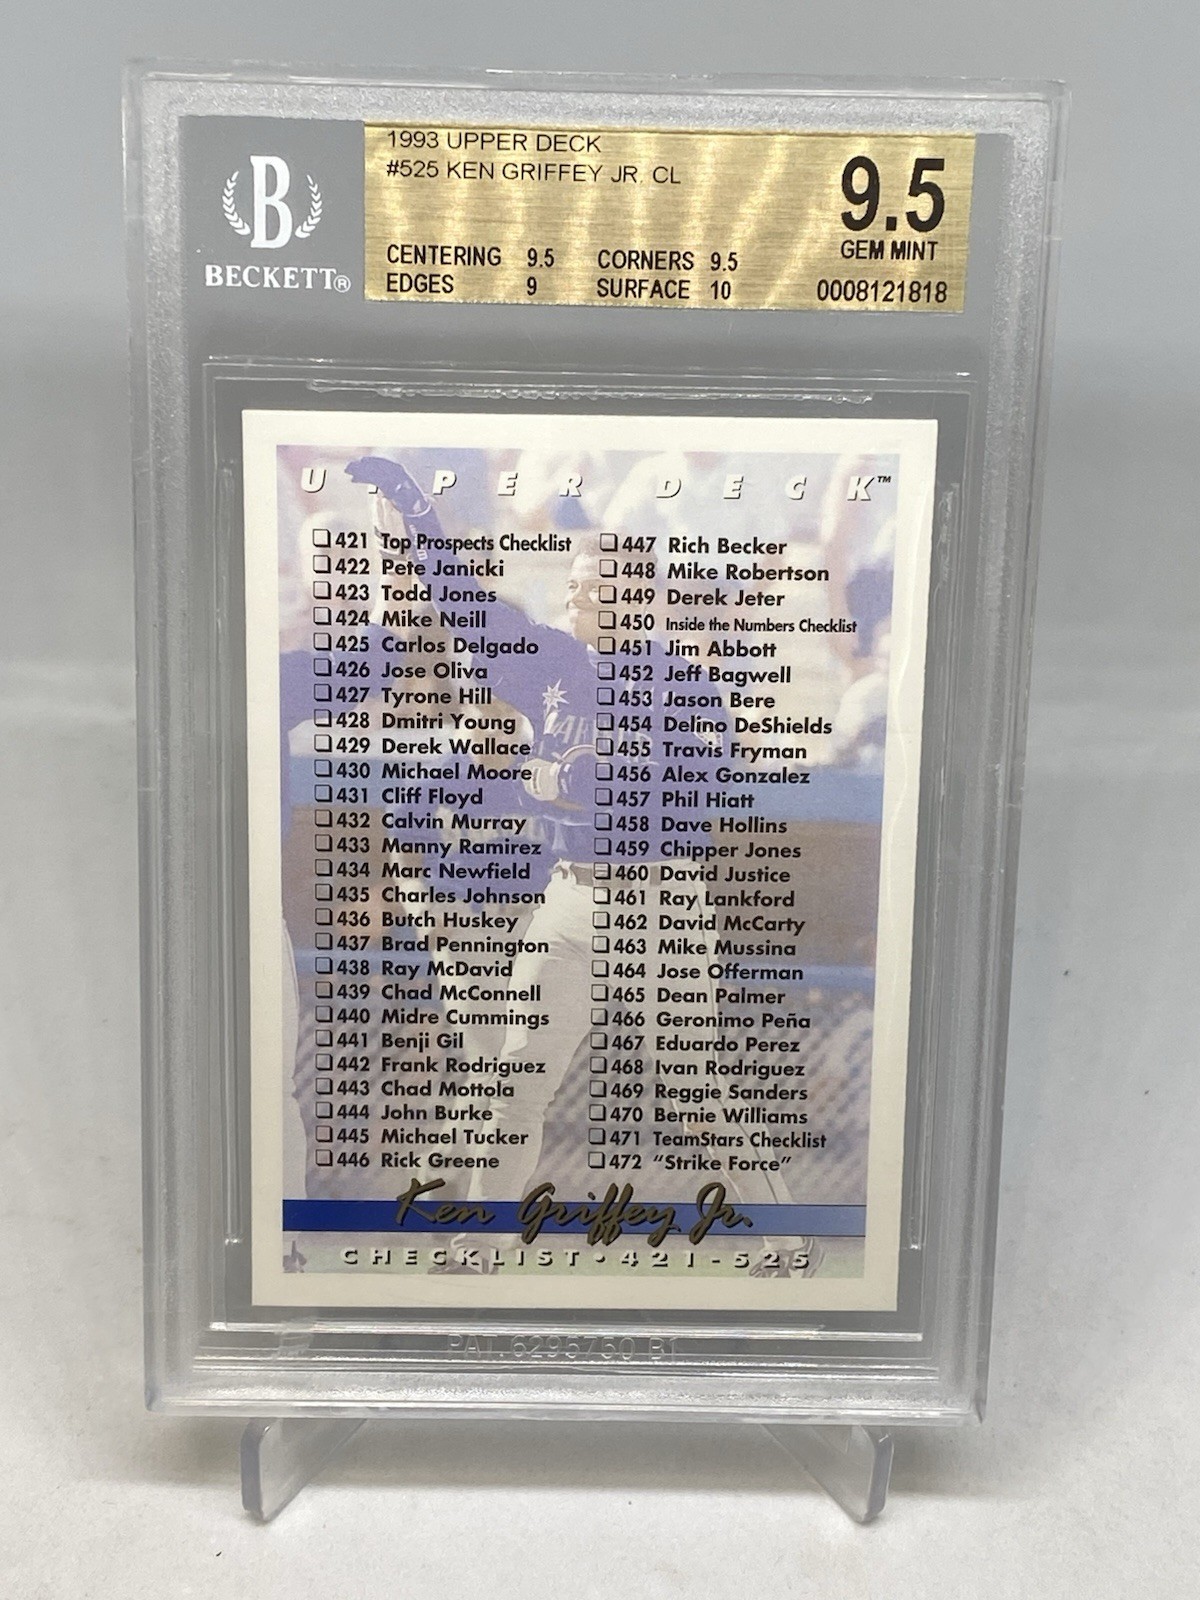 1993 UPPER DECK
#525 KEN GRIFFEY JR. CL
9.5
GEM MINT
CENTERING 9.5 CORNERS 9.5
EDGES 9 SURFACE 10
0008121818
B
BECKETT®
UPPER DECK™
421 Top Prospects Checklist
422 Pete Janicki
423 Todd Jones
424 Mike Neill
425 Carlos Delgado
426 Jose Oliva
427 Tyrone Hill
428 Dmitri Young
429 Derek Wallace
430 Michael Moore
431 Cliff Floyd
432 Calvin Murray
433 Manny Ramirez
434 Marc Newfield
435 Charles Johnson
436 Butch Huskey
437 Brad Pennington
438 Ray McDavid
439 Chad McConnell
440 Midre Cummings
441 Benji Gil
442 Frank Rodriguez
443 Chad Mottola
444 John Burke
445 Michael Tucker
446 Rick Greene
447 Rich Becker
448 Mike Robertson
449 Derek Jeter
450 Inside the Numbers Checklist
451 Jim Abbott
452 Jeff Bagwell
453 Jason Bere
454 Delino DeShields
455 Travis Fryman
456 Alex Gonzalez
457 Phil Hiatt
458 Dave Hollins
459 Chipper Jones
460 David Justice
461 Ray Lankford
462 David McCarty
463 Mike Mussina
464 Jose Offerman
465 Dean Palmer
466 Geronimo Peña
467 Eduardo Perez
468 Ivan Rodriguez
469 Reggie Sanders
470 Bernie Williams
471 TeamStars Checklist
472 "Strike Force"
Ken Griffey Jr.
CHECKLIST•421-525
PAT. 6295750 B1